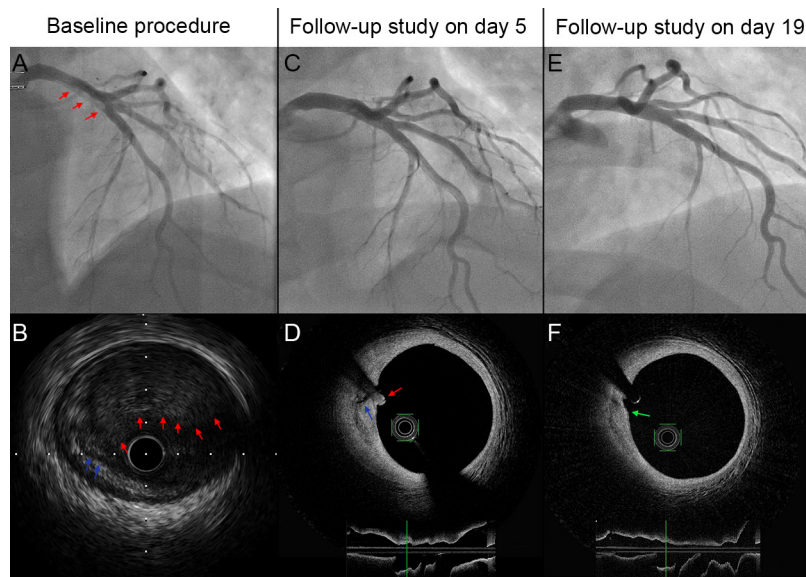 Baseline procedure
Follow-up study on day 5
Follow-up study on day 19
A
C
E
B
D
F